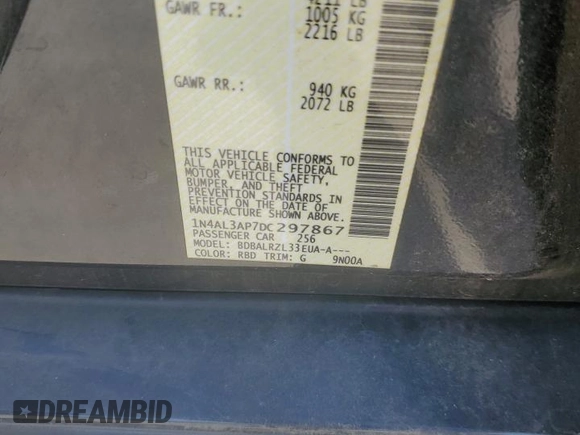 GAWR FR.: 1005 KG
2216 LB
GAWR RR.: 940 KG
2072 LB
THIS VEHICLE CONFORMS TO
ALL APPLICABLE FEDERAL
MOTOR VEHICLE SAFETY,
BUMPER, AND THEFT
PREVENTION STANDARDS IN
EFFECT ON THE DATE OF
MANUFACTURE SHOWN ABOVE.
1N4AL3AP7DC297867
PASSENGER CAR 256
MODEL: BDBALRZL33EUA-A---
COLOR: RBD TRIM: G 9N00A
DREAMBID